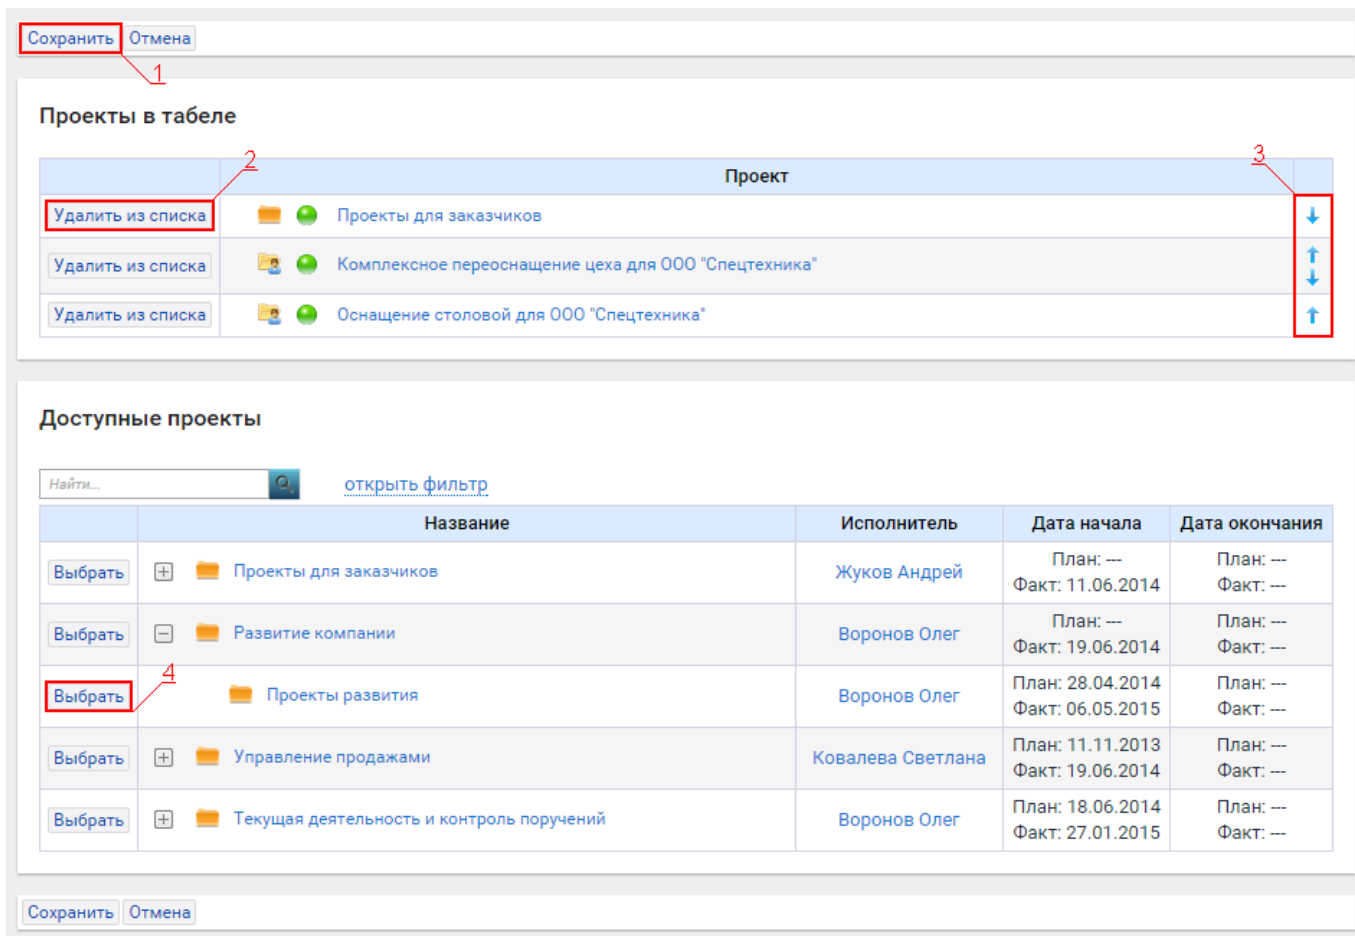 Сохранить Отмена
1
Проекты в табеле
2
3
Проект
Удалить из списка Проекты для заказчиков
Удалить из списка Комплексное переоснащение цеха для ООО "Спецтехника"
Удалить из списка Оснащение столовой для ООО "Спецтехника"
Доступные проекты
Найти... открыть фильтр
Название Исполнитель Дата начала Дата окончания
Выбрать Проекты для заказчиков Жуков Андрей План: --- План: ---
Факт: 11.06.2014 Факт: ---
Выбрать Развитие компании Воронов Олег План: --- План: ---
Факт: 19.06.2014 Факт: ---
4
Выбрать Проекты развития Воронов Олег План: 28.04.2014 План: ---
Факт: 06.05.2015 Факт: ---
Выбрать Управление продажами Ковалева Светлана План: 11.11.2013 План: ---
Факт: 19.06.2014 Факт: ---
Выбрать Текущая деятельность и контроль поручений Воронов Олег План: 18.06.2014 План: ---
Факт: 27.01.2015 Факт: ---
Сохранить Отмена